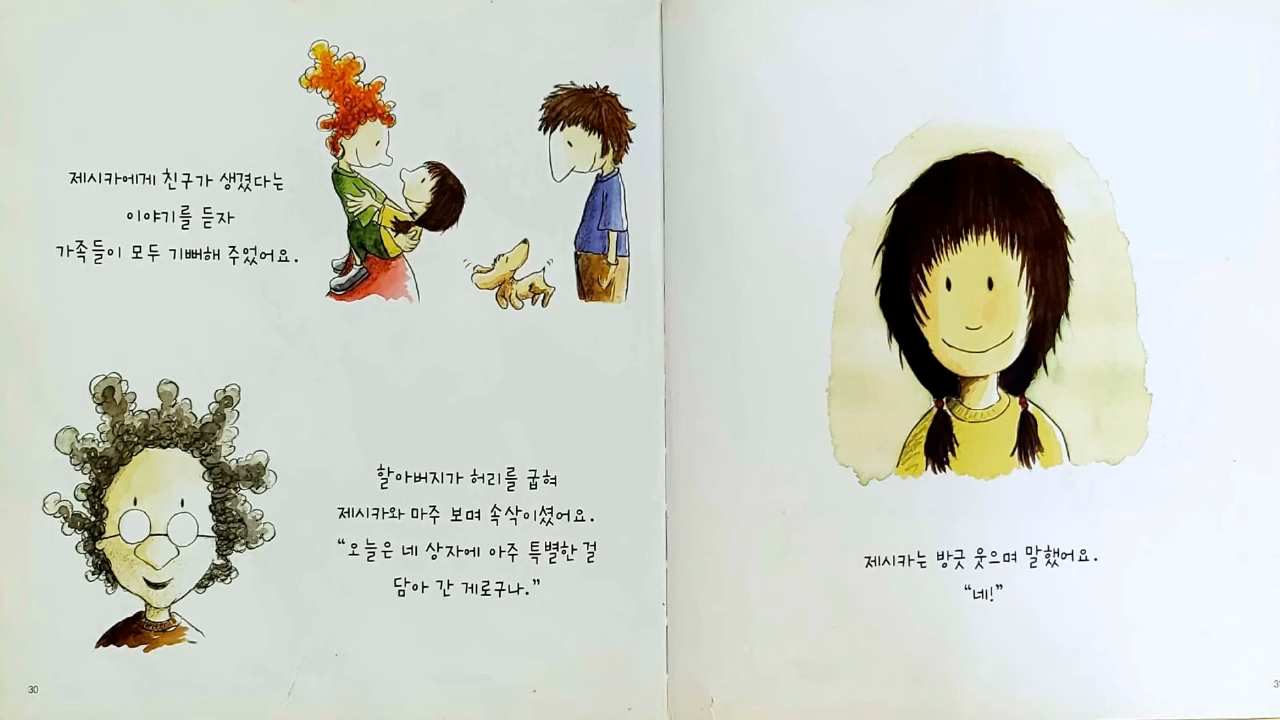 제시카에게 친구가 생겼다는
이야기를 듣자
가족들이 모두 기뻐해 주었어요.
할아버지가 허리를 굽혀
제시카와 마주 보며 속삭이셨어요.
“오늘은 네 상자에 아주 특별한 걸
담아 간 게로구나.”
30
제시카는 방긋 웃으며 말했어요.
“네!”